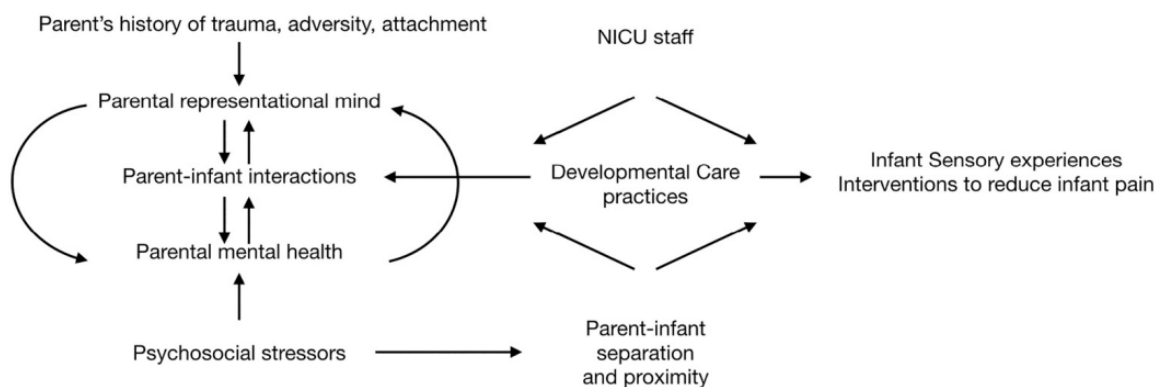 Parent's history of trauma, adversity, attachment
NICU staff
Parental representational mind
Parent-infant interactions
Developmental Care
practices
Infant Sensory experiences
Interventions to reduce infant pain
Parental mental health
Psychosocial stressors
Parent-infant
separation
and proximity